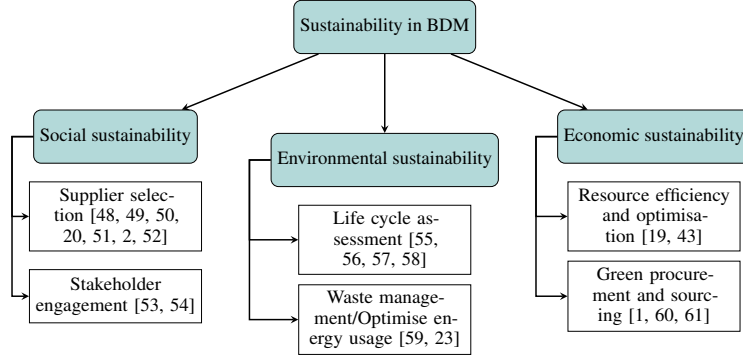 Sustainability in BDM
Social sustainability
Supplier selec-
tion [48, 49, 50,
20, 51, 2, 52]
Stakeholder
engagement [53, 54]
Environmental sustainability
Life cycle as-
sessment [55,
56, 57, 58]
Waste manage-
ment/Optimise en-
ergy usage [59, 23]
Economic sustainability
Resource efficiency
and optimisa-
tion [19, 43]
Green procure-
ment and sourc-
ing [1, 60, 61]